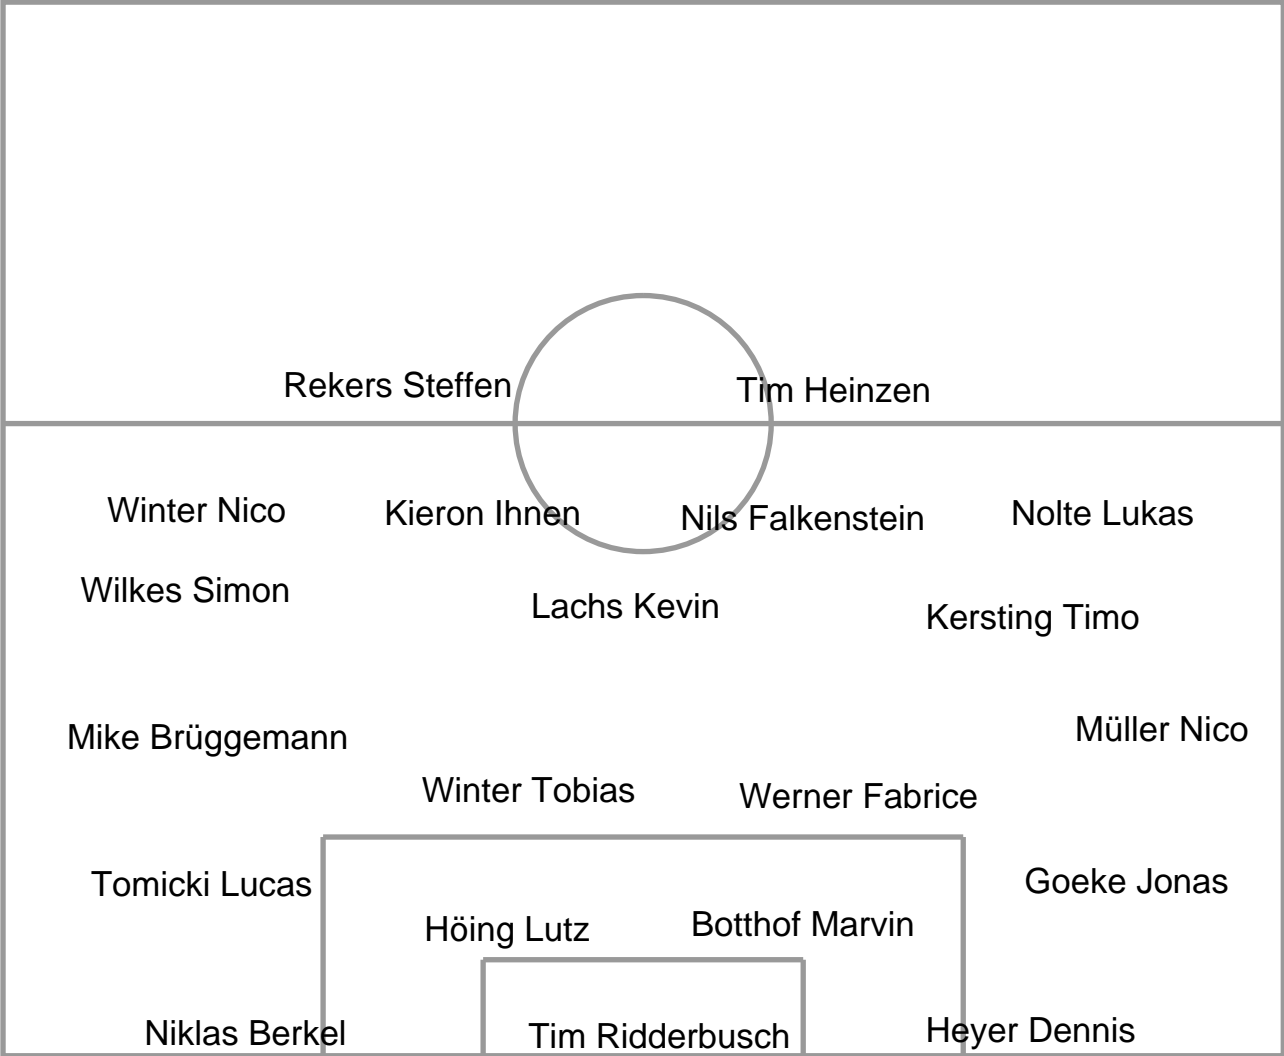 Rekers Steffen
Tim Heinzen
Winter Nico
Kieron Ihnen
Nils Falkenstein
Nolte Lukas
Wilkes Simon
Lachs Kevin
Kersting Timo
Mike Brüggemann
Müller Nico
Winter Tobias
Werner Fabrice
Tomicki Lucas
Goeke Jonas
Höing Lutz
Botthof Marvin
Niklas Berkel
Tim Ridderbusch
Heyer Dennis